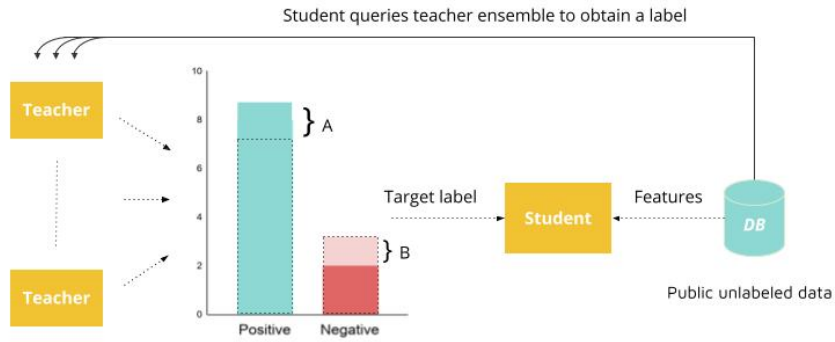 Student queries teacher ensemble to obtain a label
Teacher
Teacher
10
8
6
4
2
0
A
B
Positive
Negative
Target label
Student
Features
DB
Public unlabeled data